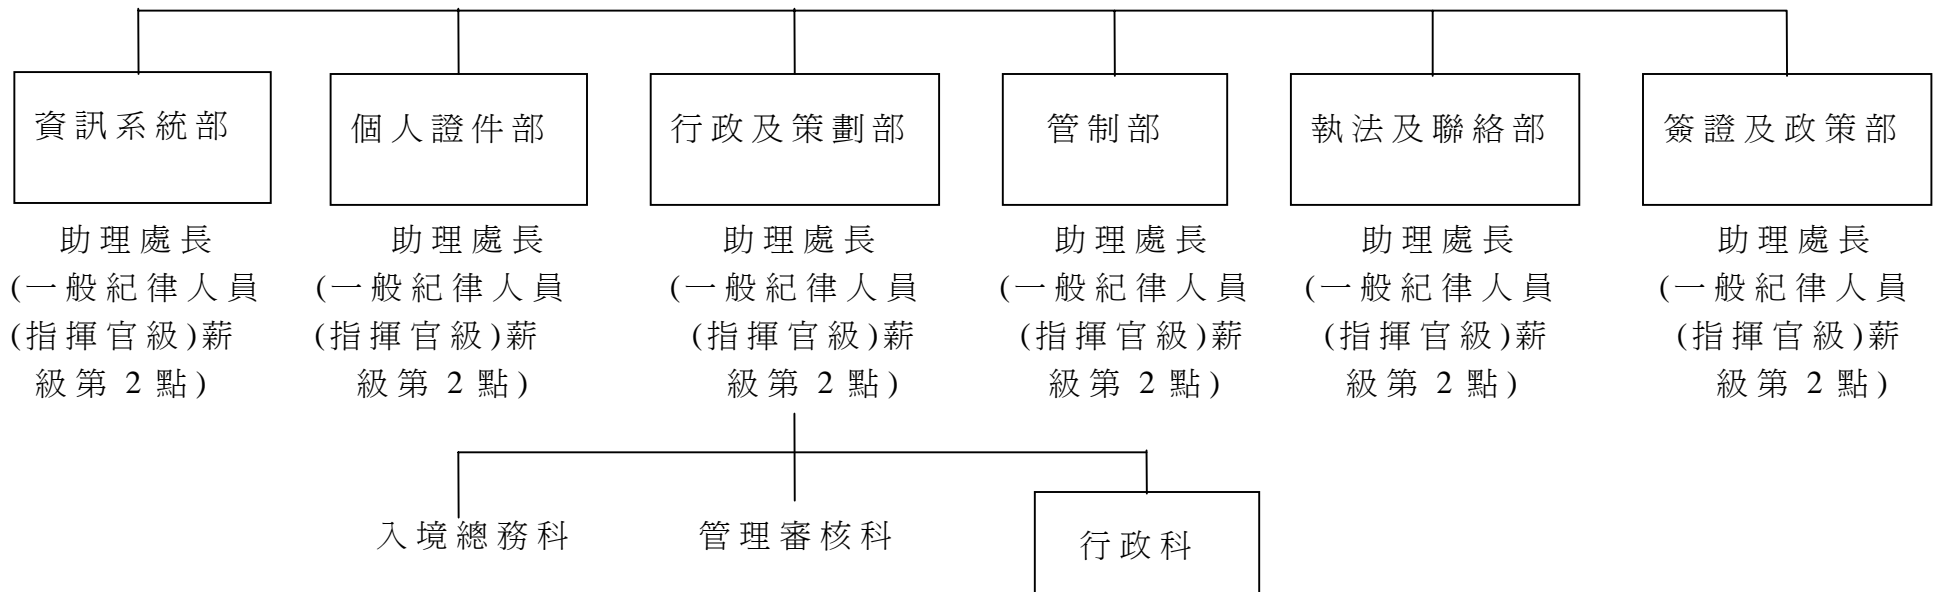 資訊系統部
個人證件部
行政及策劃部
管制部
執法及聯絡部
簽證及政策部
助理處長
(一般紀律人員
(指揮官級)薪
級第 2 點)
助理處長
(一般紀律人員
(指揮官級)薪
級第 2 點)
助理處長
(一般紀律人員
(指揮官級)薪
級第 2 點)
助理處長
(一般紀律人員
(指揮官級)薪
級第 2 點)
助理處長
(一般紀律人員
(指揮官級)薪
級第 2 點)
助理處長
(一般紀律人員
(指揮官級)薪
級第 2 點)
入境總務科
管理審核科
行政科